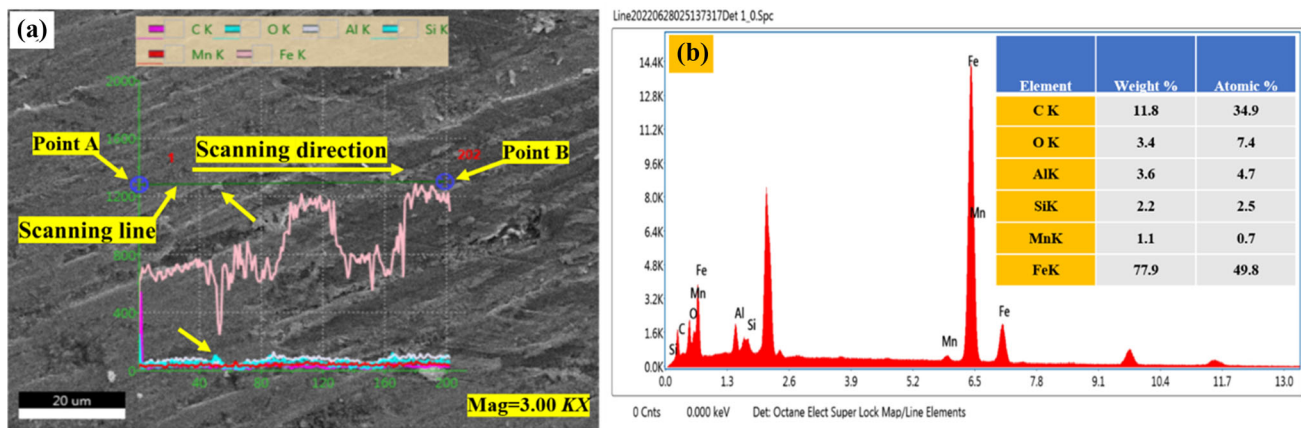 (a)
C K O K Al K Si K
Mn K Fe K
2000
1600
1200
800
400
0
40 80 120 160 200
Point A
1
Scanning direction
202
Point B
Scanning line
20 um
Mag=3.00 KX
Line20220628025137317Det 1_0.Spc
(b)
14.4K
12.8K
11.2K
9.6K
8.0K
6.4K
4.8K
3.2K
1.6K
0.0K
Fe
Mn
Fe
Mn
O
C
Si
Al
Si
Mn
Fe
0.0 1.3 2.6 3.9 5.2 6.5 7.8 9.1 10.4 11.7 13.0
Element Weight % Atomic %
C K 11.8 34.9
O K 3.4 7.4
AlK 3.6 4.7
SiK 2.2 2.5
MnK 1.1 0.7
FeK 77.9 49.8
0 Cnts 0.000 keV Det: Octane Elect Super Lock Map/Line Elements